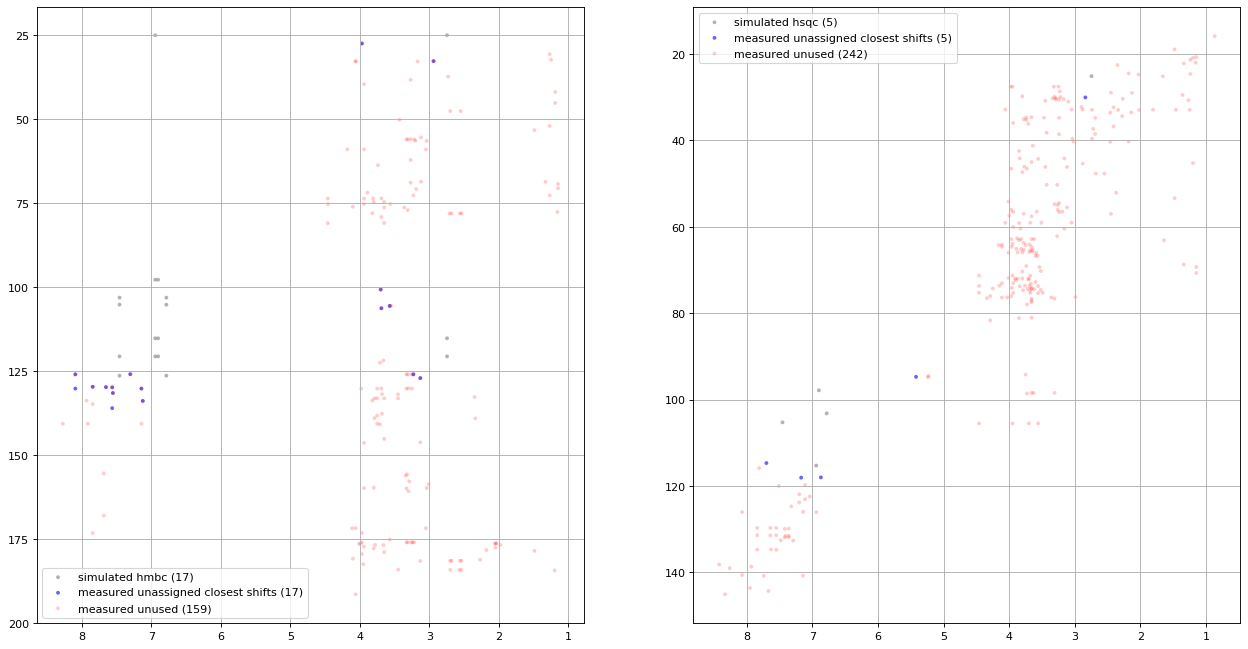 simulated hmbc (17)
measured unassigned closest shifts (17)
measured unused (159)
25
50
75
100
125
150
175
200
8 7 6 5 4 3 2 1
simulated hsqc (5)
measured unassigned closest shifts (5)
measured unused (242)
20
40
60
80
100
120
140
8 7 6 5 4 3 2 1